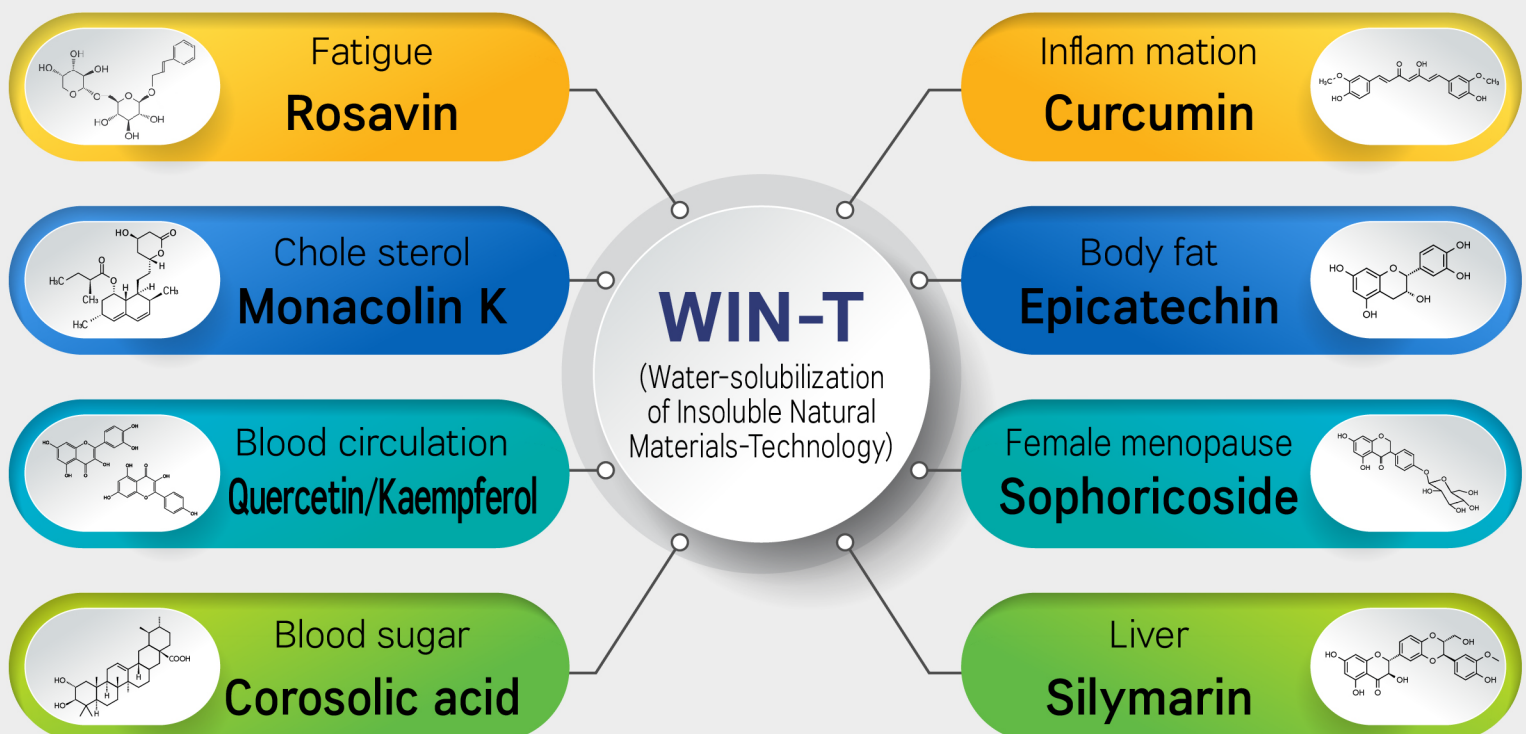 Fatigue
Rosavin
Chole sterol
Monacolin K
Blood circulation
Quercetin/Kaempferol
Blood sugar
Corosolic acid
WIN-T
(Water-solubilization
of Insoluble Natural
Materials-Technology)
Inflam mation
Curcumin
Body fat
Epicatechin
Female menopause
Sophoricoside
Liver
Silymarin